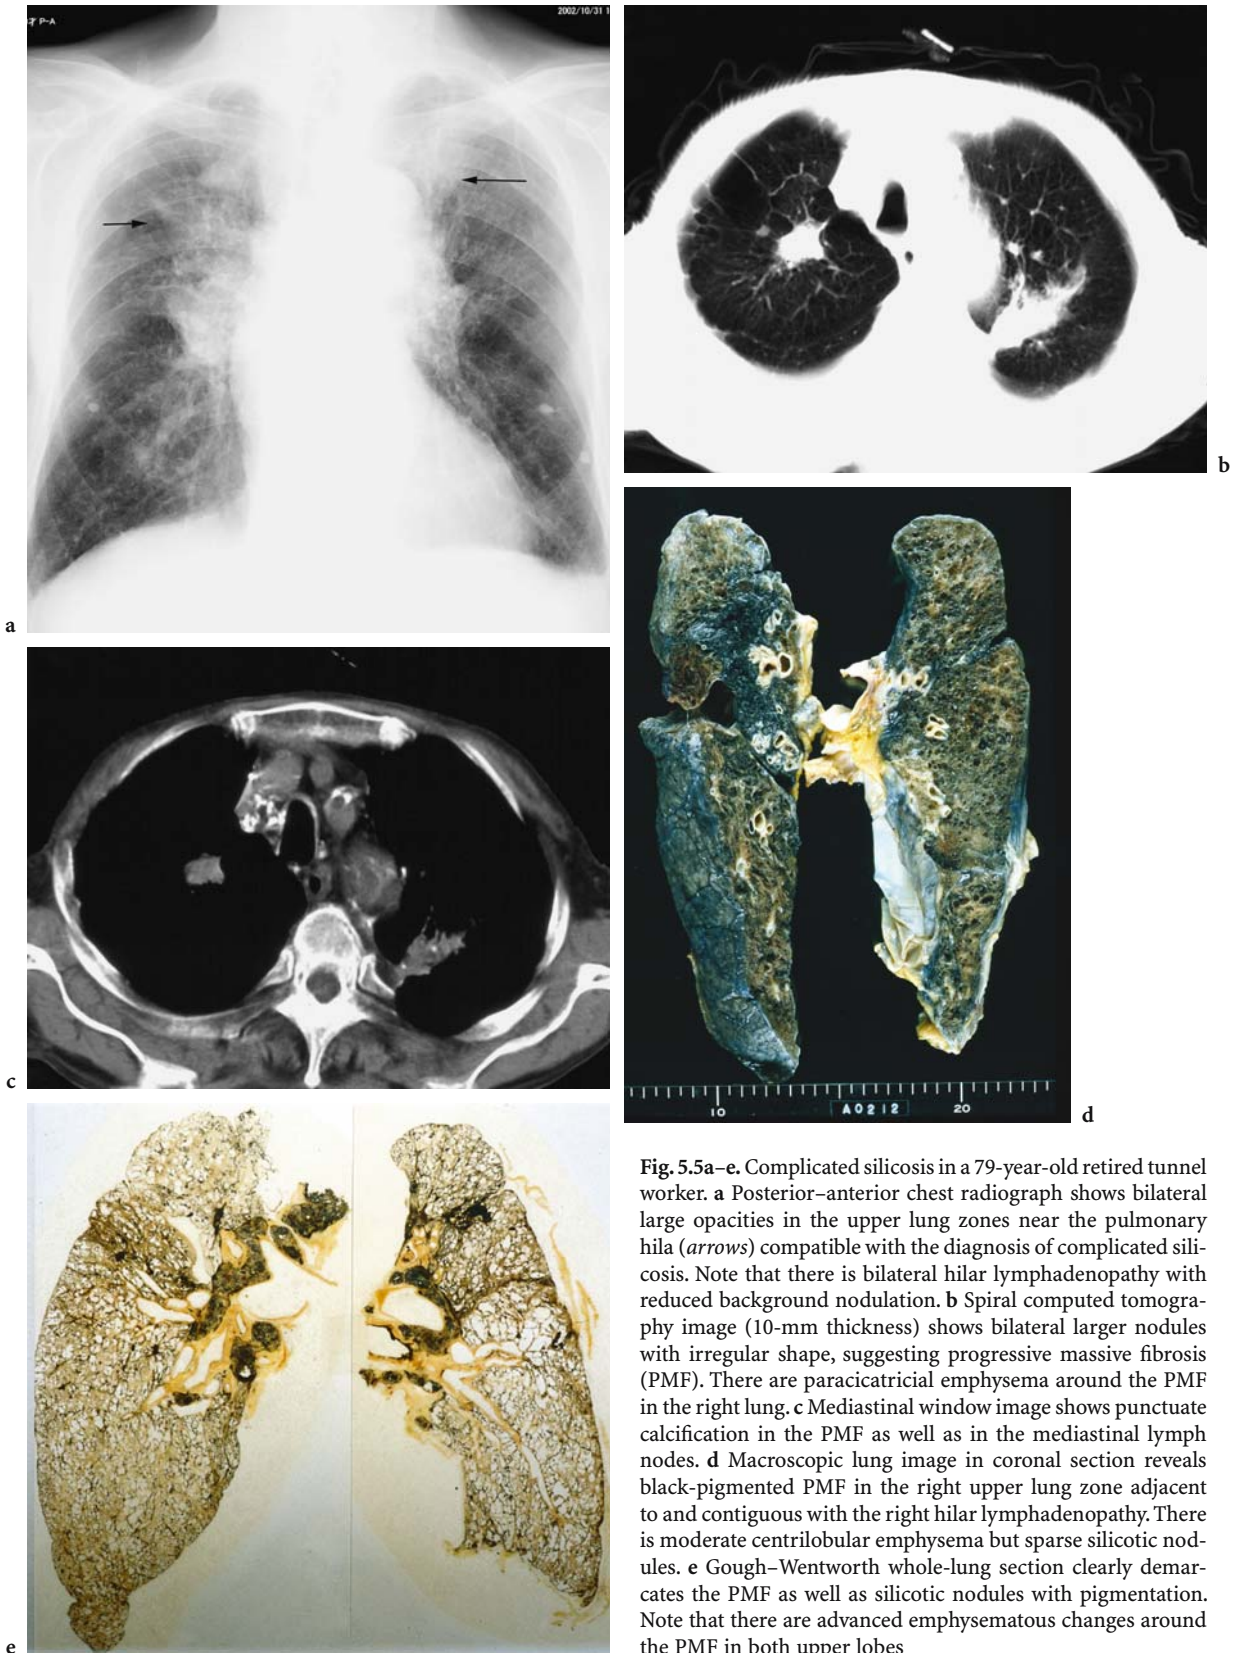 P-A
2002/10/31 1
a
b
c
10
A0212
20
d
e
Fig. 5.5a–e. Complicated silicosis in a 79-year-old retired tunnel
worker. a Posterior–anterior chest radiograph shows bilateral
large opacities in the upper lung zones near the pulmonary
hila (arrows) compatible with the diagnosis of complicated sili-
cosis. Note that there is bilateral hilar lymphadenopathy with
reduced background nodulation. b Spiral computed tomogra-
phy image (10-mm thickness) shows bilateral larger nodules
with irregular shape, suggesting progressive massive fibrosis
(PMF). There are paracicatricial emphysema around the PMF
in the right lung. c Mediastinal window image shows punctuate
calcification in the PMF as well as in the mediastinal lymph
nodes. d Macroscopic lung image in coronal section reveals
black-pigmented PMF in the right upper lung zone adjacent
to and contiguous with the right hilar lymphadenopathy. There
is moderate centrilobular emphysema but sparse silicotic nod-
ules. e Gough–Wentworth whole-lung section clearly demar-
cates the PMF as well as silicotic nodules with pigmentation.
Note that there are advanced emphysematous changes around
the PMF in both upper lobes